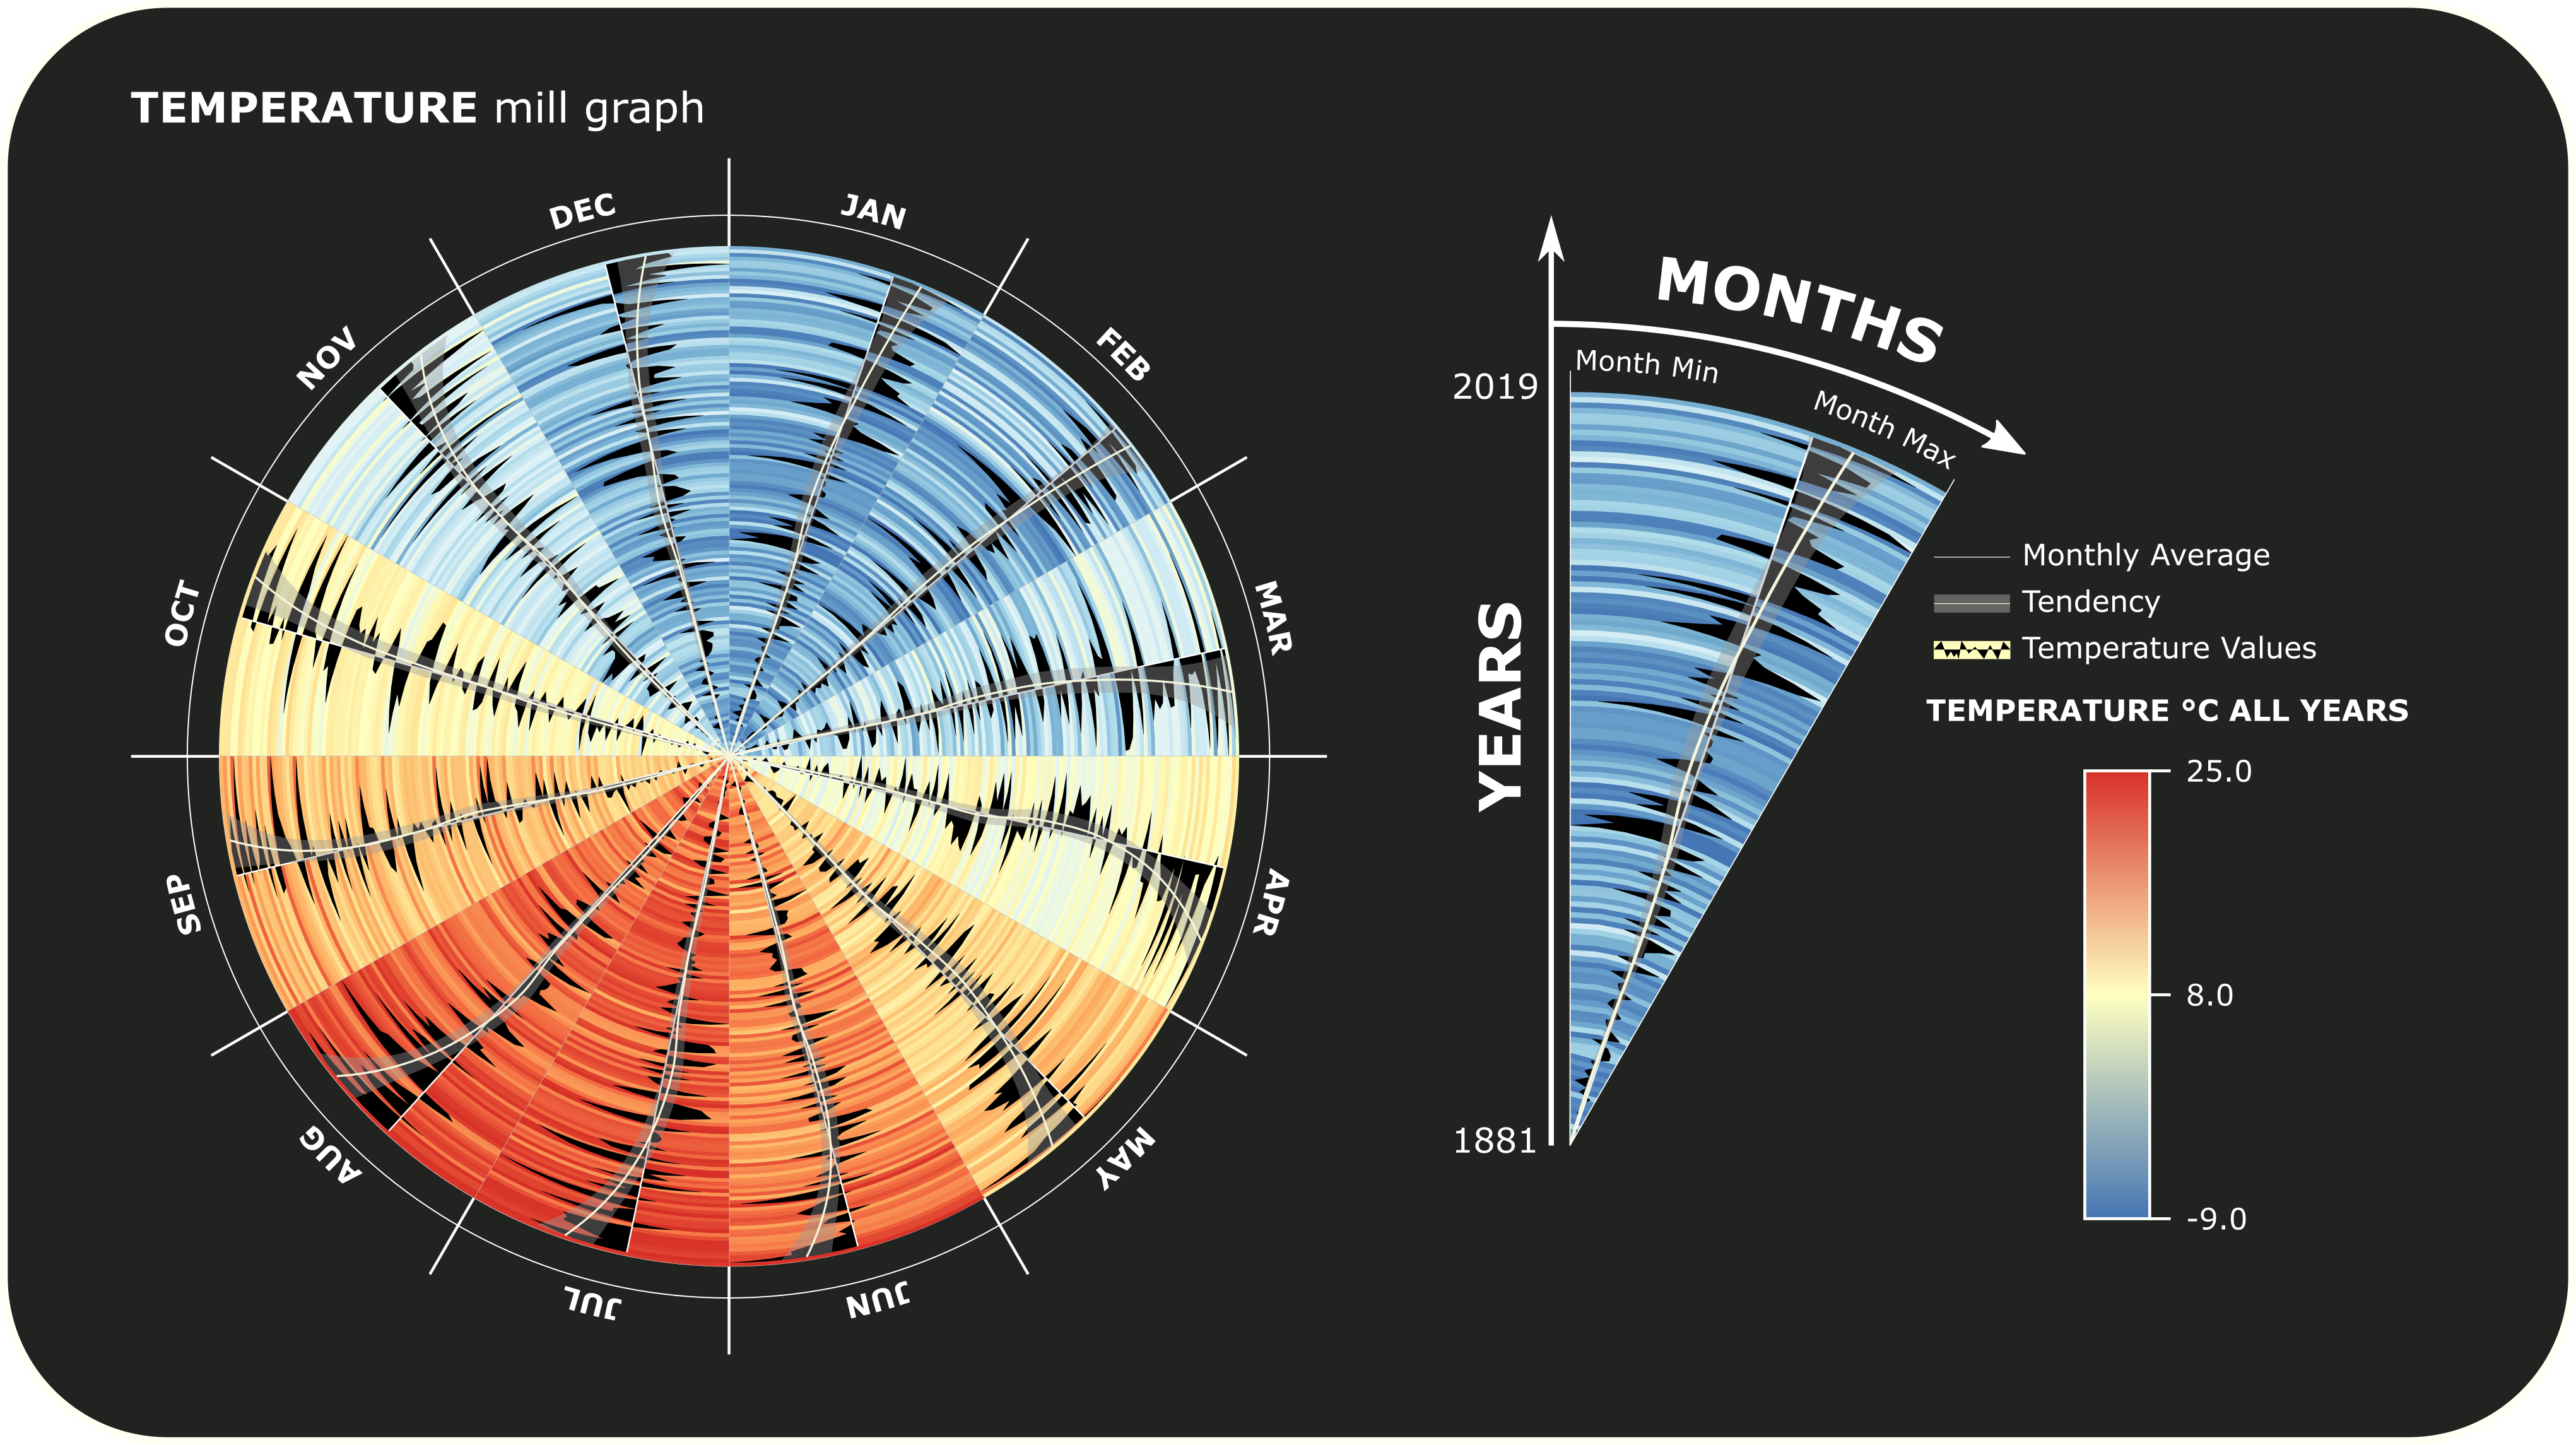 TEMPERATURE mill graph
JAN
FEB
MAR
APR
MAY
JUN
JUL
AUG
SEP
OCT
NOV
DEC
MONTHS
Month Min
Month Max
2019
YEARS
1881
Monthly Average
Tendency
Temperature Values
TEMPERATURE °C ALL YEARS
25.0
8.0
-9.0